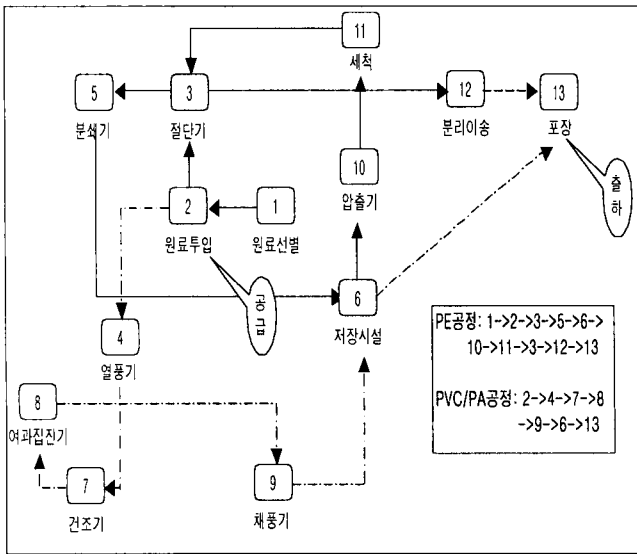 11
세척
5
분쇄기
3
절단기
12
분리이송
13
포장
출하
10
압출기
2
원료투입
1
원료선별
공급
6
저장시설
4
열풍기
8
여과집잔기
7
건조기
9
채풍기
PE공정: 1->2->3->5->6->
10->11->3->12->13
PVC/PA공정: 2->4->7->8
->9->6->13